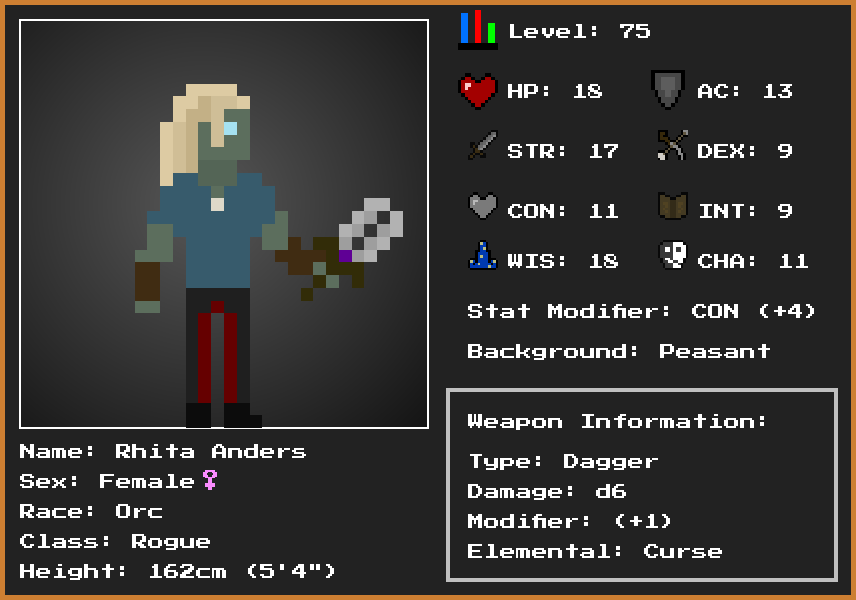 Level: 75
HP: 18 AC: 13
STR: 17 DEX: 9
CON: 11 INT: 9
WIS: 18 CHA: 11
Stat Modifier: CON (+4)
Background: Peasant
Weapon Information:
Type: Dagger
Damage: d6
Modifier: (+1)
Elemental: Curse
Name: Rhita Anders
Sex: Female♀
Race: Orc
Class: Rogue
Height: 162cm (5'4")